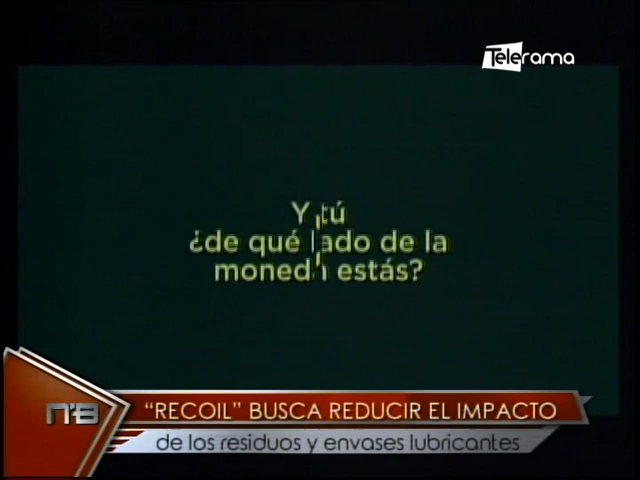 Telerama
Y tú
¿de qué lado de la
moneda estás?
"RECOIL" BUSCA REDUCIR EL IMPACTO
de los residuos y envases lubricantes